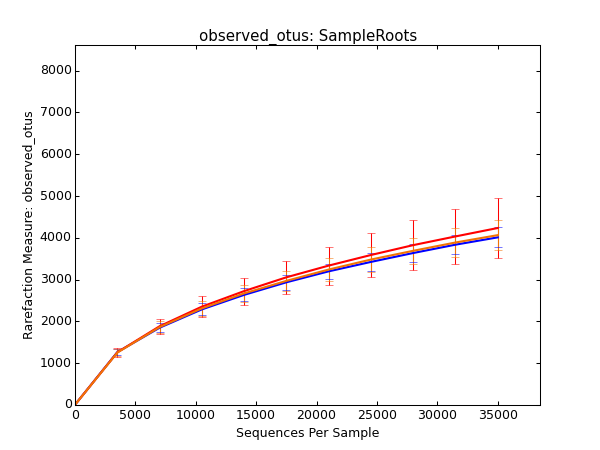 observed_otus: SampleRoots
8000
7000
6000
5000
4000
3000
2000
1000
0
Rarefaction Measure: observed_otus
0 5000 10000 15000 20000 25000 30000 35000
Sequences Per Sample